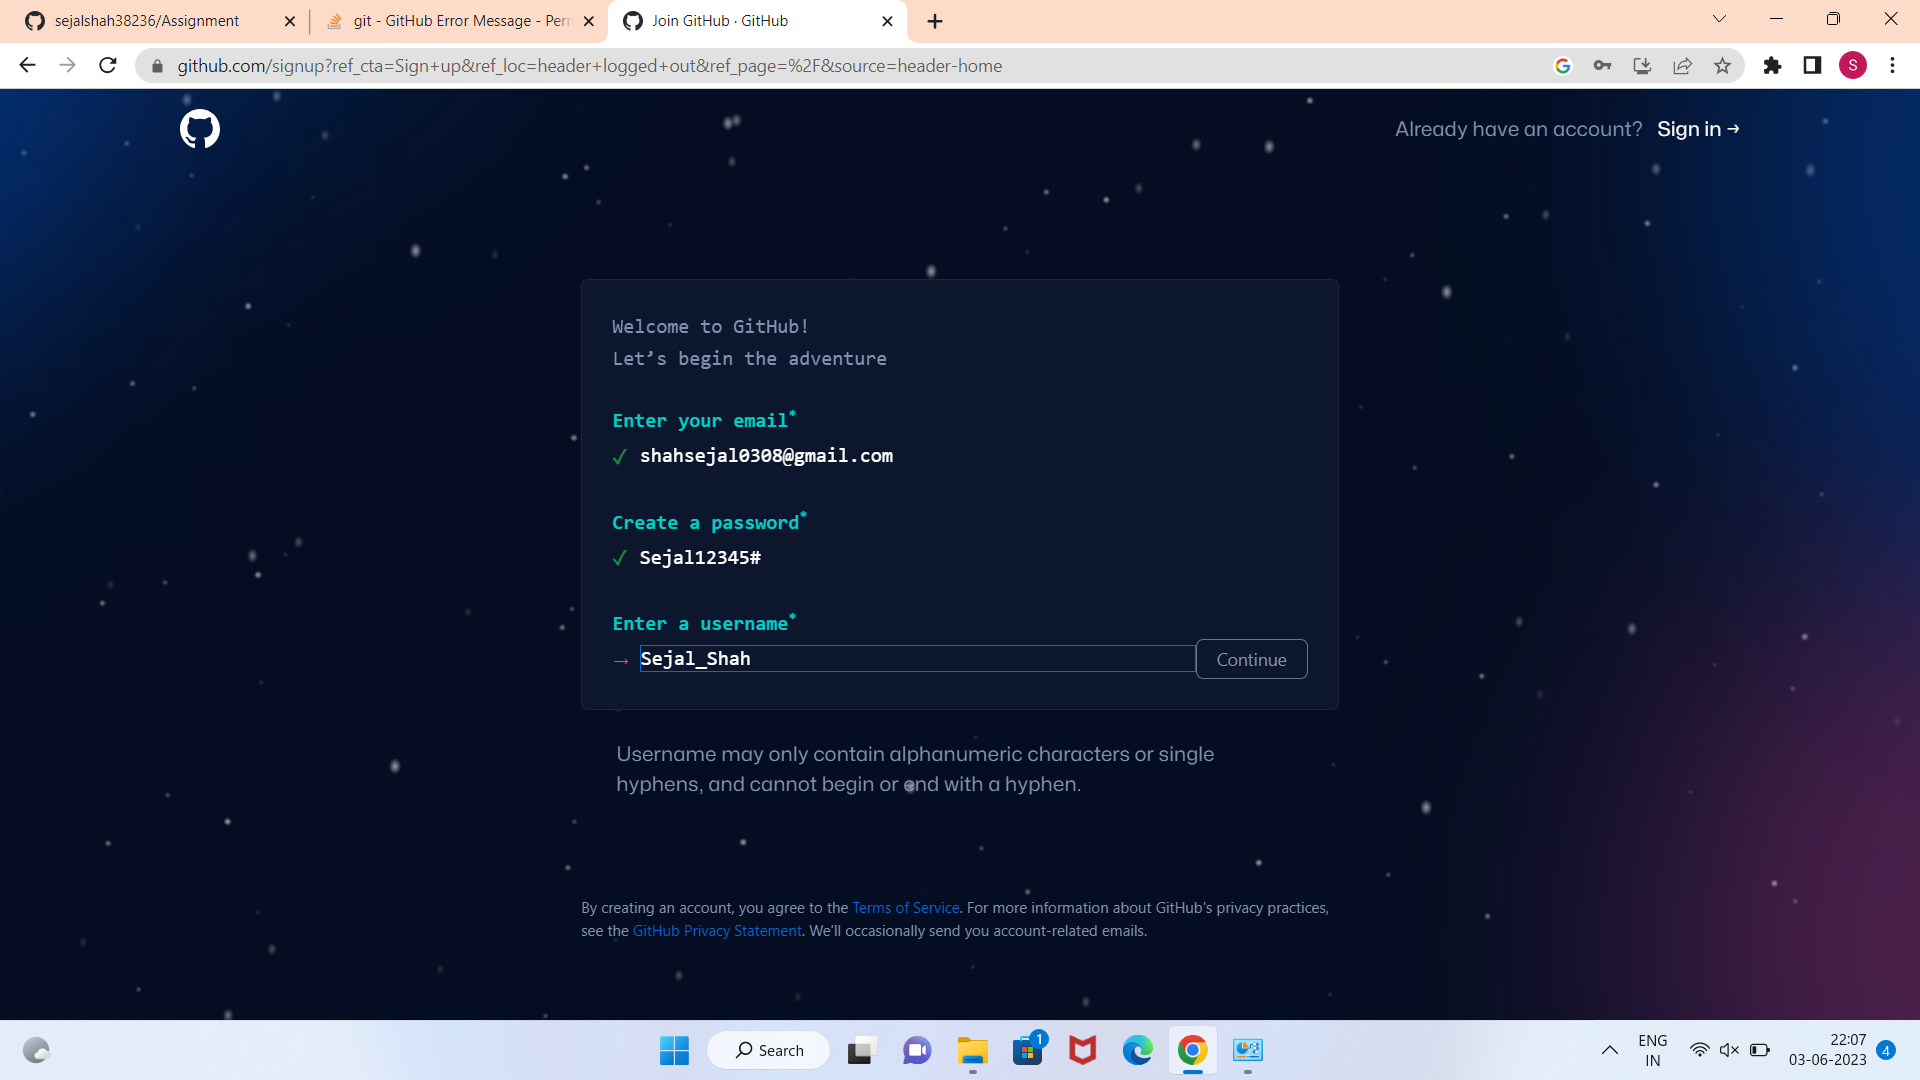 sejalshah38236/Assignment
git - GitHub Error Message - Perm
Join GitHub · GitHub
github.com/signup?ref_cta=Sign+up&ref_loc=header+logged+out&ref_page=%2F&source=header-home
S
Already have an account? Sign in →
Welcome to GitHub!
Let’s begin the adventure
Enter your email*
✓ shahsejal0308@gmail.com
Create a password*
✓ Sejal12345#
Enter a username*
→ Sejal_Shah
Continue
Username may only contain alphanumeric characters or single
hyphens, and cannot begin or end with a hyphen.
By creating an account, you agree to the Terms of Service. For more information about GitHub's privacy practices,
see the GitHub Privacy Statement. We'll occasionally send you account-related emails.
Search
1
ENG
IN
22:07
03-06-2023
4